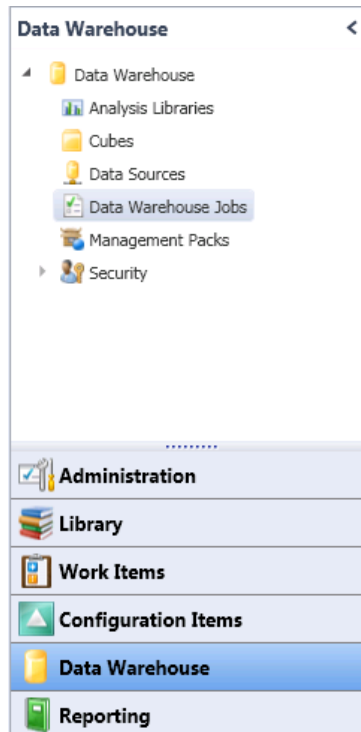 Data Warehouse
Data Warehouse
Analysis Libraries
Cubes
Data Sources
Data Warehouse Jobs
Management Packs
Security
Administration
Library
Work Items
Configuration Items
Data Warehouse
Reporting